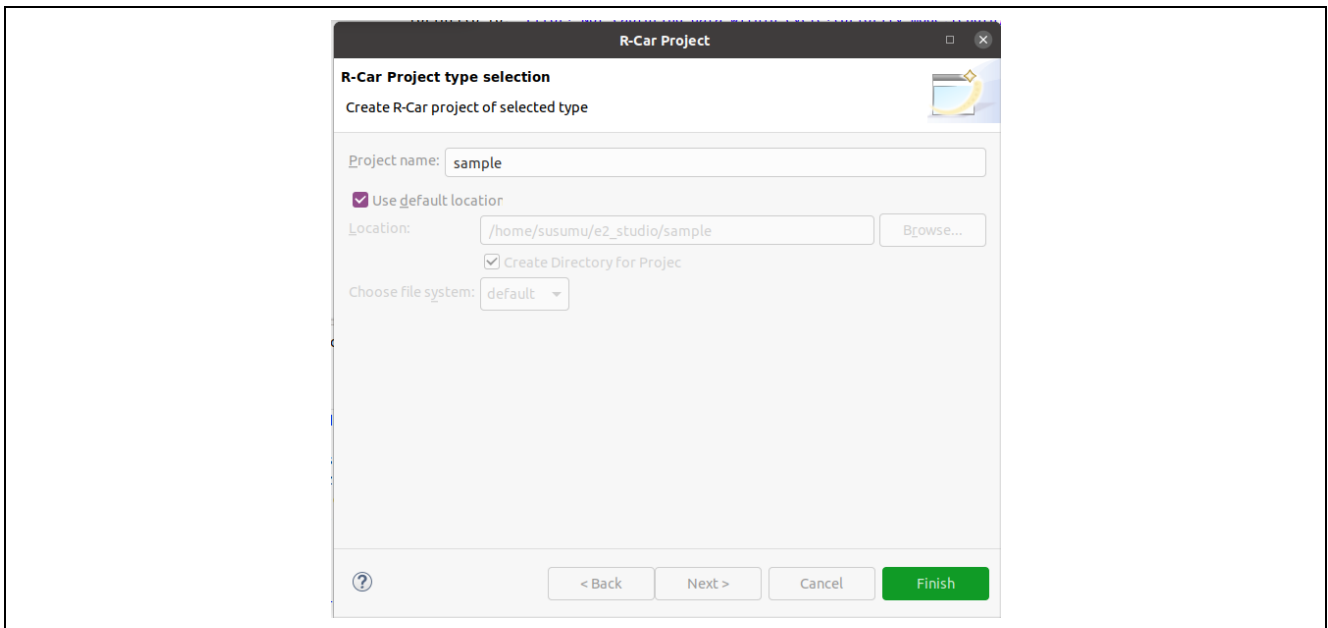 R-Car Project
R-Car Project type selection
Create R-Car project of selected type
Project name: sample
Use default location
Location: /home/susumu/e2_studio/sample Browse...
Create Directory for Projec
Choose file system: default
< Back Next > Cancel Finish